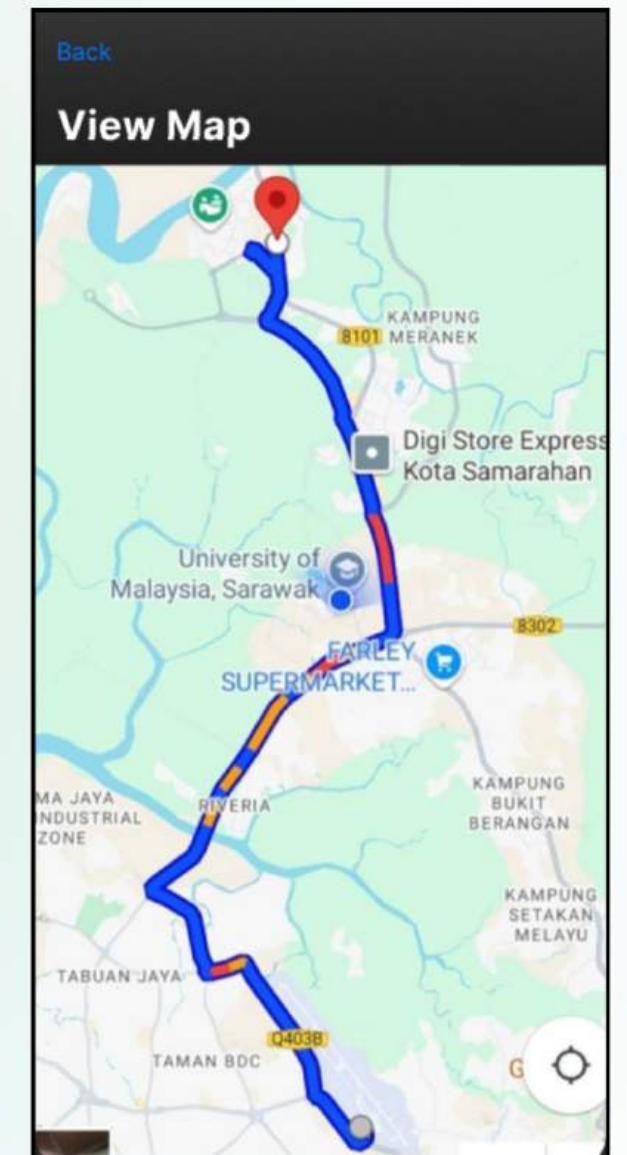 Back
View Map
KAMPUNG
MERANEK
8101
Digi Store Express
Kota Samarahan
University of
Malaysia, Sarawak
8302
FARLEY
SUPERMARKET...
MA JAYA
INDUSTRIAL
ZONE
RIVERIA
KAMPUNG
BUKIT
BERANGAN
KAMPUNG
SETAKAN
MELAYU
TABUAN JAYA
Q403B
TAMAN BDC
G